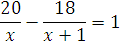 20/x − 18/(x + 1) = 1